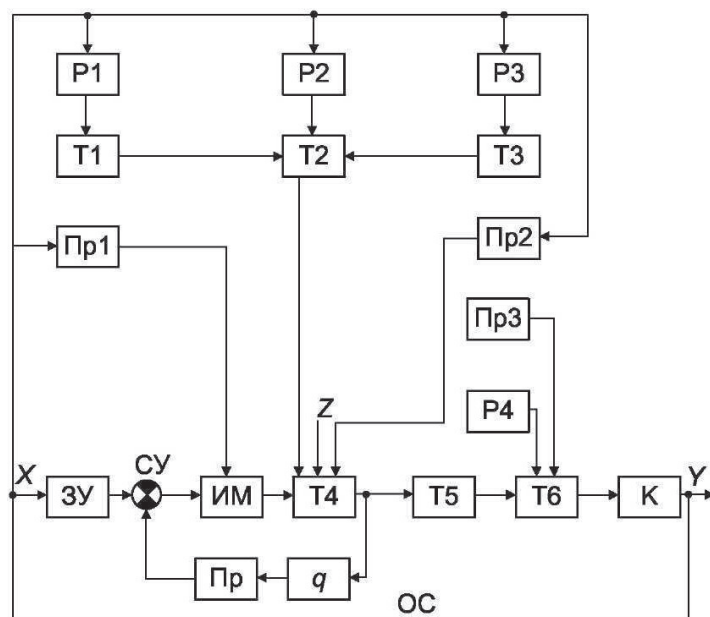 Р1 Р2 Р3
Т1 Т2 Т3
Пр1 Пр2
Пр3
Z Р4
X ЗУ СУ ИМ Т4 Т5 Т6 К Y
Пр q
ОС